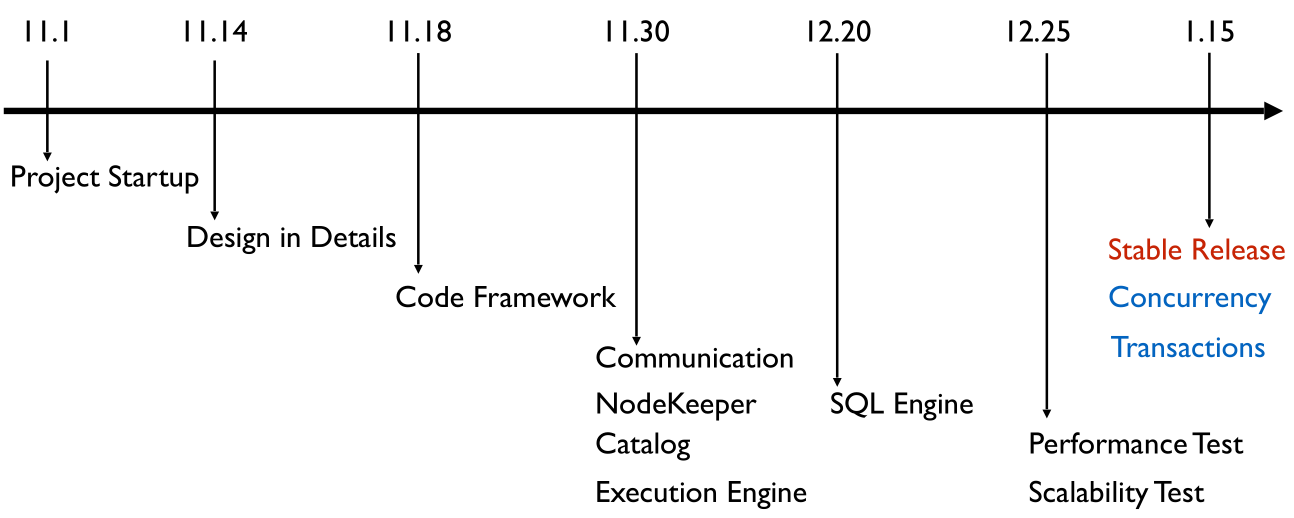 11.1
11.14
11.18
11.30
12.20
12.25
1.15
Project Startup
Design in Details
Code Framework
Communication
NodeKeeper
Catalog
Execution Engine
SQL Engine
Performance Test
Scalability Test
Stable Release
Concurrency
Transactions